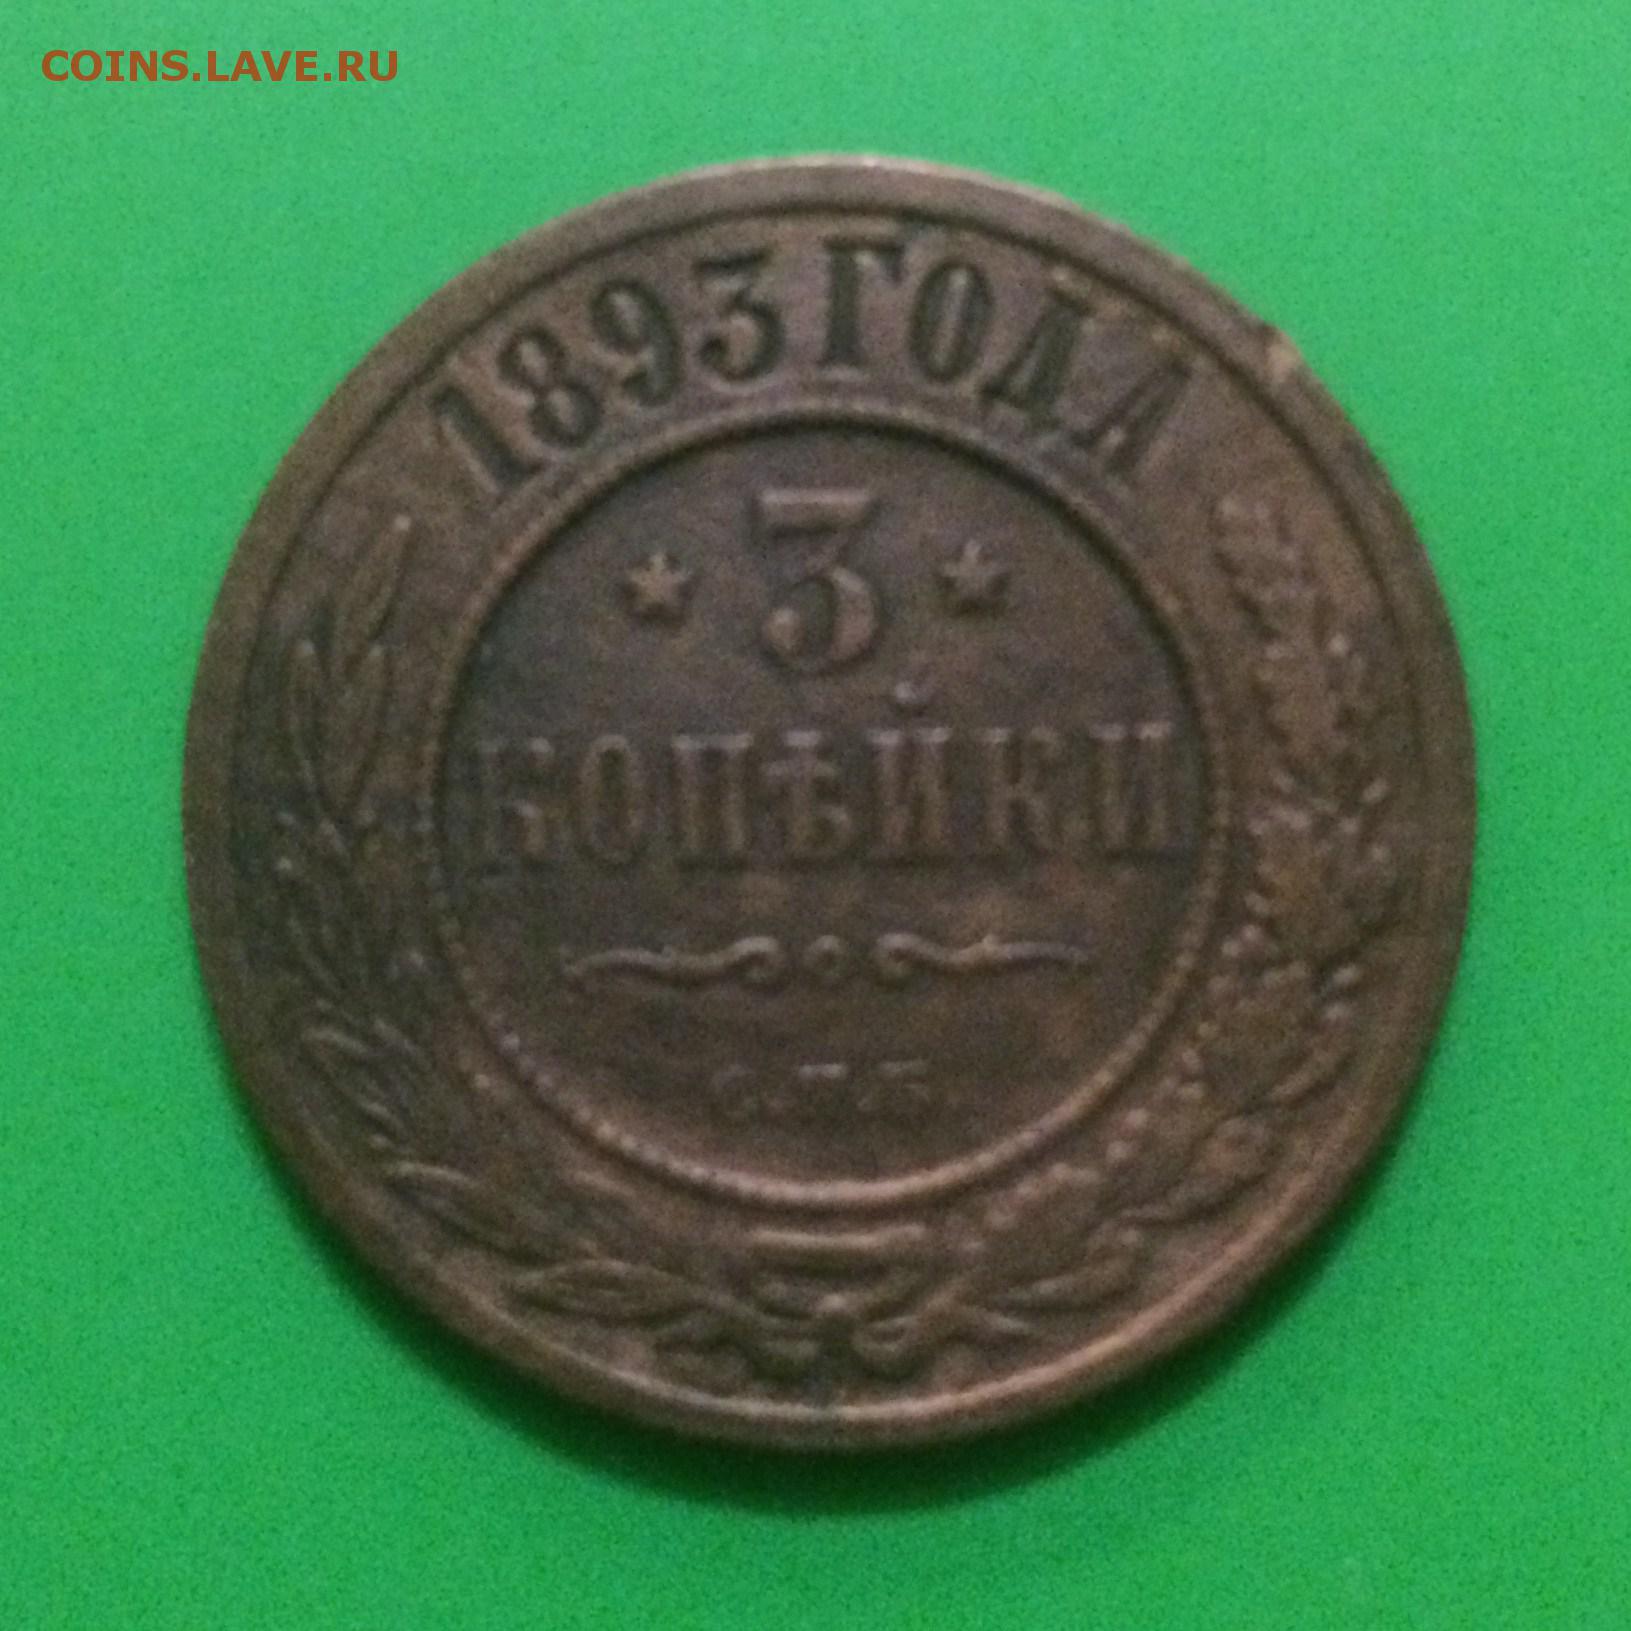 COINS.LAVE.RU
1893 ГОДА
* 3 *
КОПѢЙКИ
С.П.Б.